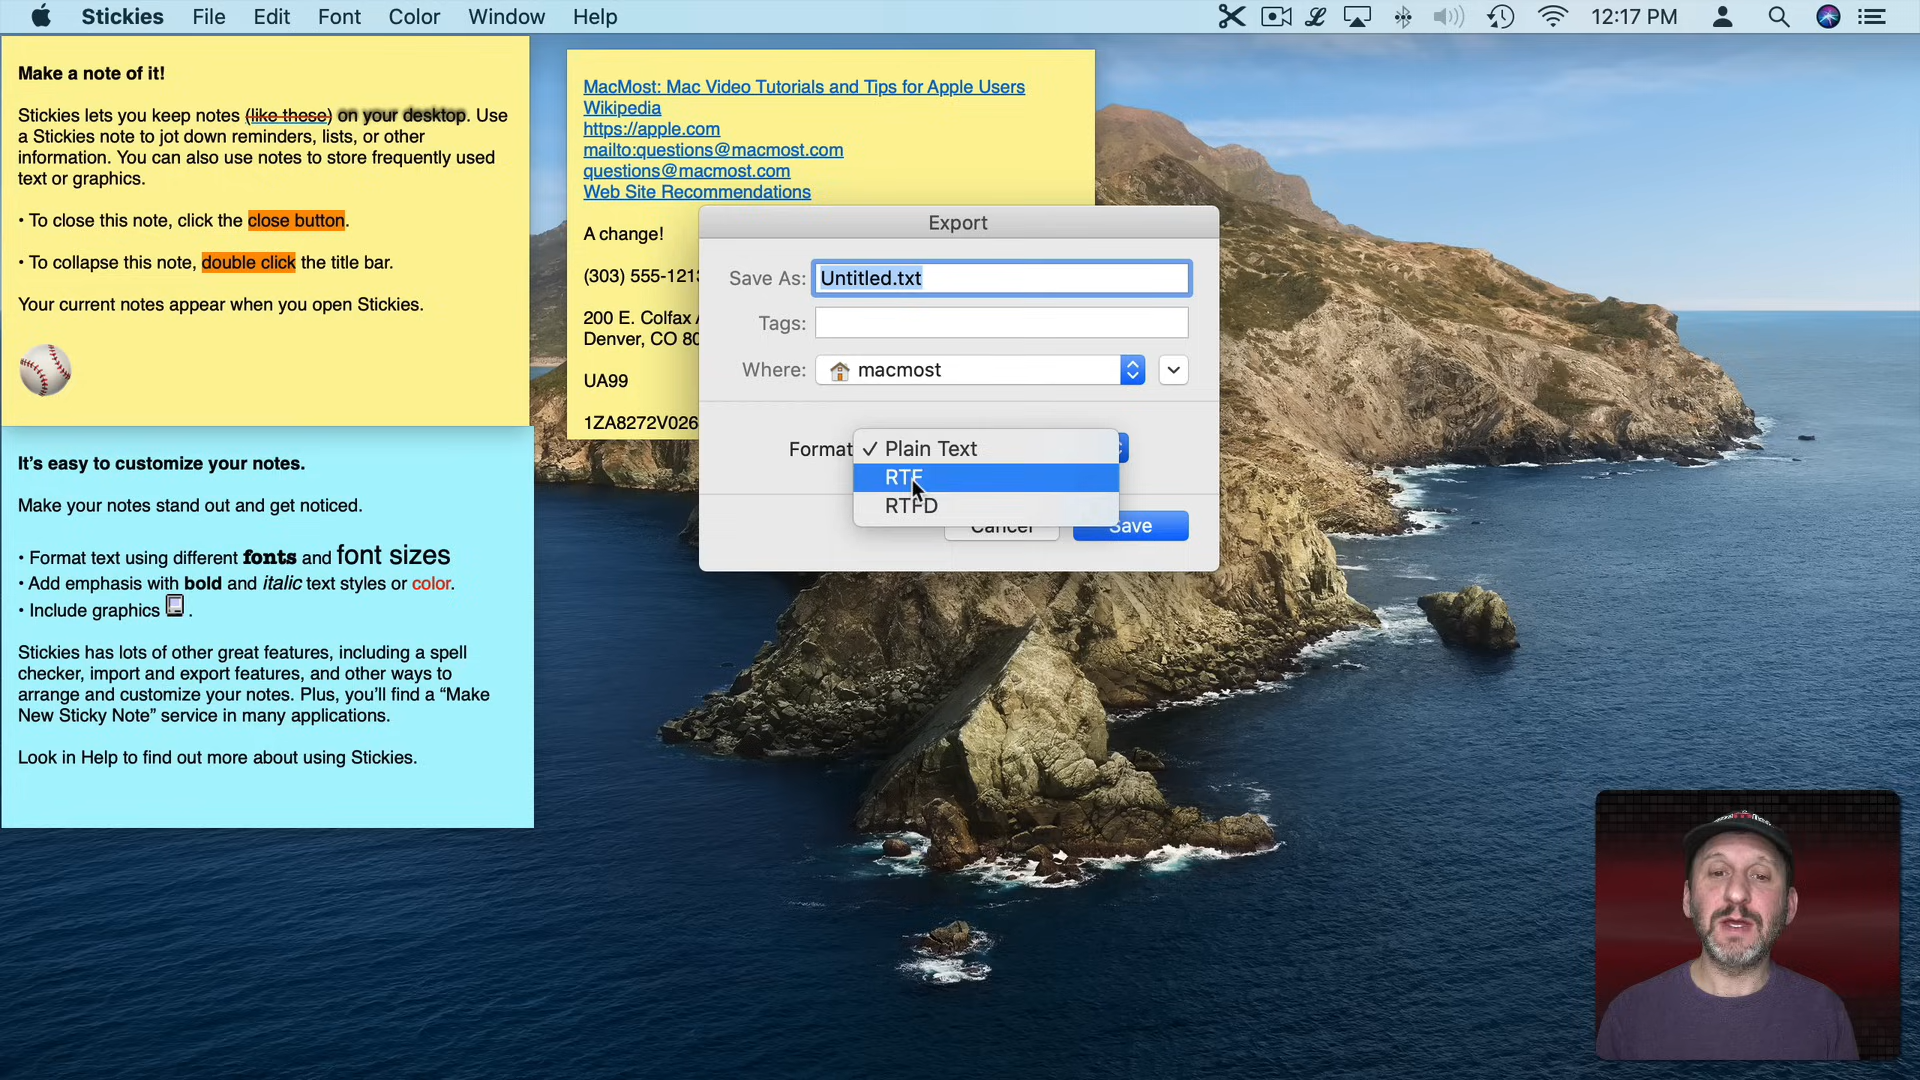 Stickies File Edit Font Color Window Help 12:17 PM
Make a note of it!
Stickies lets you keep notes (like these) on your desktop. Use
a Stickies note to jot down reminders, lists, or other
information. You can also use notes to store frequently used
text or graphics.
• To close this note, click the close button.
• To collapse this note, double click the title bar.
Your current notes appear when you open Stickies.
It’s easy to customize your notes.
Make your notes stand out and get noticed.
• Format text using different fonts and font sizes
• Add emphasis with bold and italic text styles or color.
• Include graphics .
Stickies has lots of other great features, including a spell
checker, import and export features, and other ways to
arrange and customize your notes. Plus, you’ll find a “Make
New Sticky Note” service in many applications.
Look in Help to find out more about using Stickies.
MacMost: Mac Video Tutorials and Tips for Apple Users
Wikipedia
https://apple.com
mailto:questions@macmost.com
questions@macmost.com
Web Site Recommendations
A change!
(303) 555-1213
200 E. Colfax
Denver, CO 80
UA99
1ZA8272V026
Export
Save As: Untitled.txt
Tags:
Where: macmost
Format ✓ Plain Text
RTF
RTFD
Cancel Save